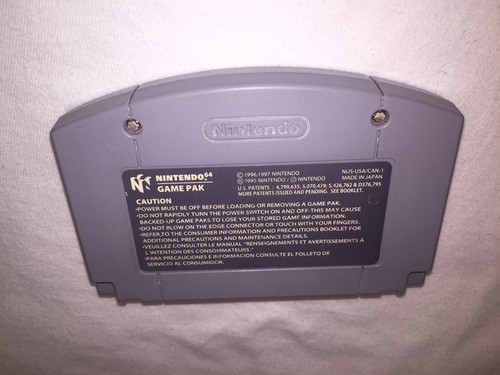 Nintendo
NINTENDO64
GAME PAK
©1996,1997 NINTENDO
Ⓜ1995 NINTENDO / © NINTENDO
NUS-USA/CAN-1
MADE IN JAPAN
U.S. PATENTS : 4,799,635; 5,070,479; 5,426,762 & D376,795
MORE PATENTS ISSUED AND PENDING. SEE BOOKLET.
CAUTION
•POWER MUST BE OFF BEFORE LOADING OR REMOVING A GAME PAK.
•DO NOT RAPIDLY TURN THE POWER SWITCH ON AND OFF-THIS MAY CAUSE
BACKED-UP GAME PAKS TO LOSE YOUR STORED GAME INFORMATION.
•DO NOT BLOW ON THE EDGE CONNECTOR OR TOUCH WITH YOUR FINGERS.
•REFER TO THE CONSUMER INFORMATION AND PRECAUTIONS BOOKLET FOR
ADDITIONAL PRECAUTIONS AND MAINTENANCE DETAILS.
•VEUILLEZ CONSULTER LE MANUEL "RENSEIGNEMENTS ET AVERTISSEMENTS À
L'INTENTION DES CONSOMMATEURS."
•PARA PRECAUCIONES E INFORMACIÓN CONSULTE EL FOLLETO DE
SERVICIO AL CONSUMIDOR.